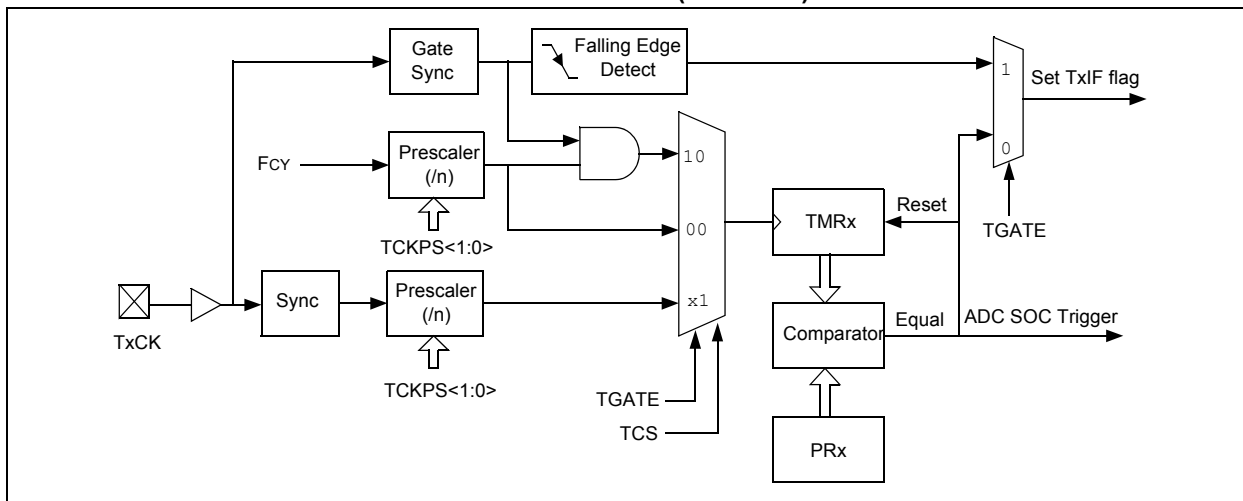 Gate
Sync
Falling Edge
Detect
1
Set TxIF flag
0
10
FCY
Prescaler
(/n)
TCKPS<1:0>
00
TMRx
Reset
TGATE
TxCK
Sync
Prescaler
(/n)
TCKPS<1:0>
x1
Comparator
Equal
ADC SOC Trigger
TGATE
TCS
PRx